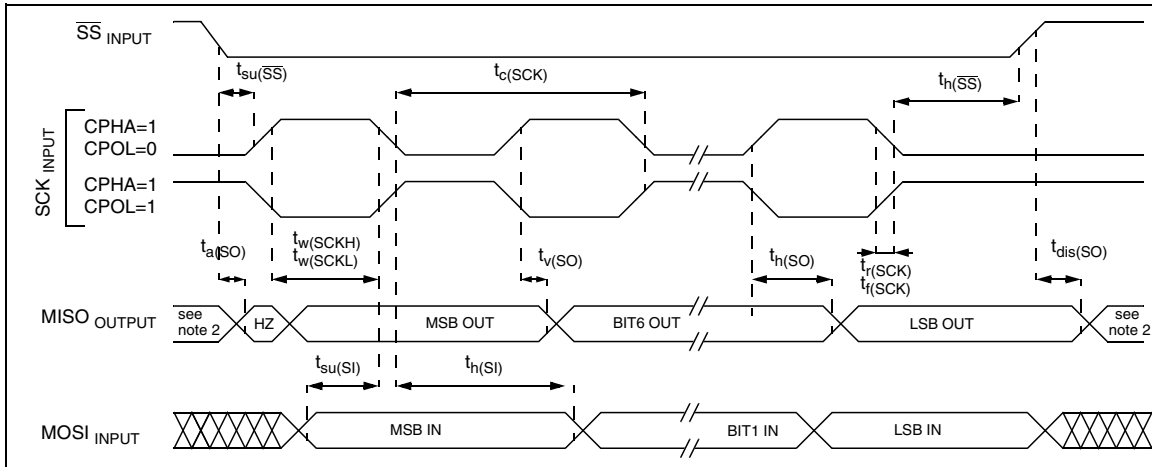 SS INPUT
tsu(SS)
tc(SCK)
th(SS)
SCK INPUT
CPHA=1
CPOL=0
CPHA=1
CPOL=1
ta(SO)
tw(SCKH)
tw(SCKL)
tv(SO)
th(SO)
tr(SCK)
tf(SCK)
tdis(SO)
MISO OUTPUT
see note 2
HZ
MSB OUT
BIT6 OUT
LSB OUT
see note 2
tsu(SI)
th(SI)
MOSI INPUT
MSB IN
BIT1 IN
LSB IN